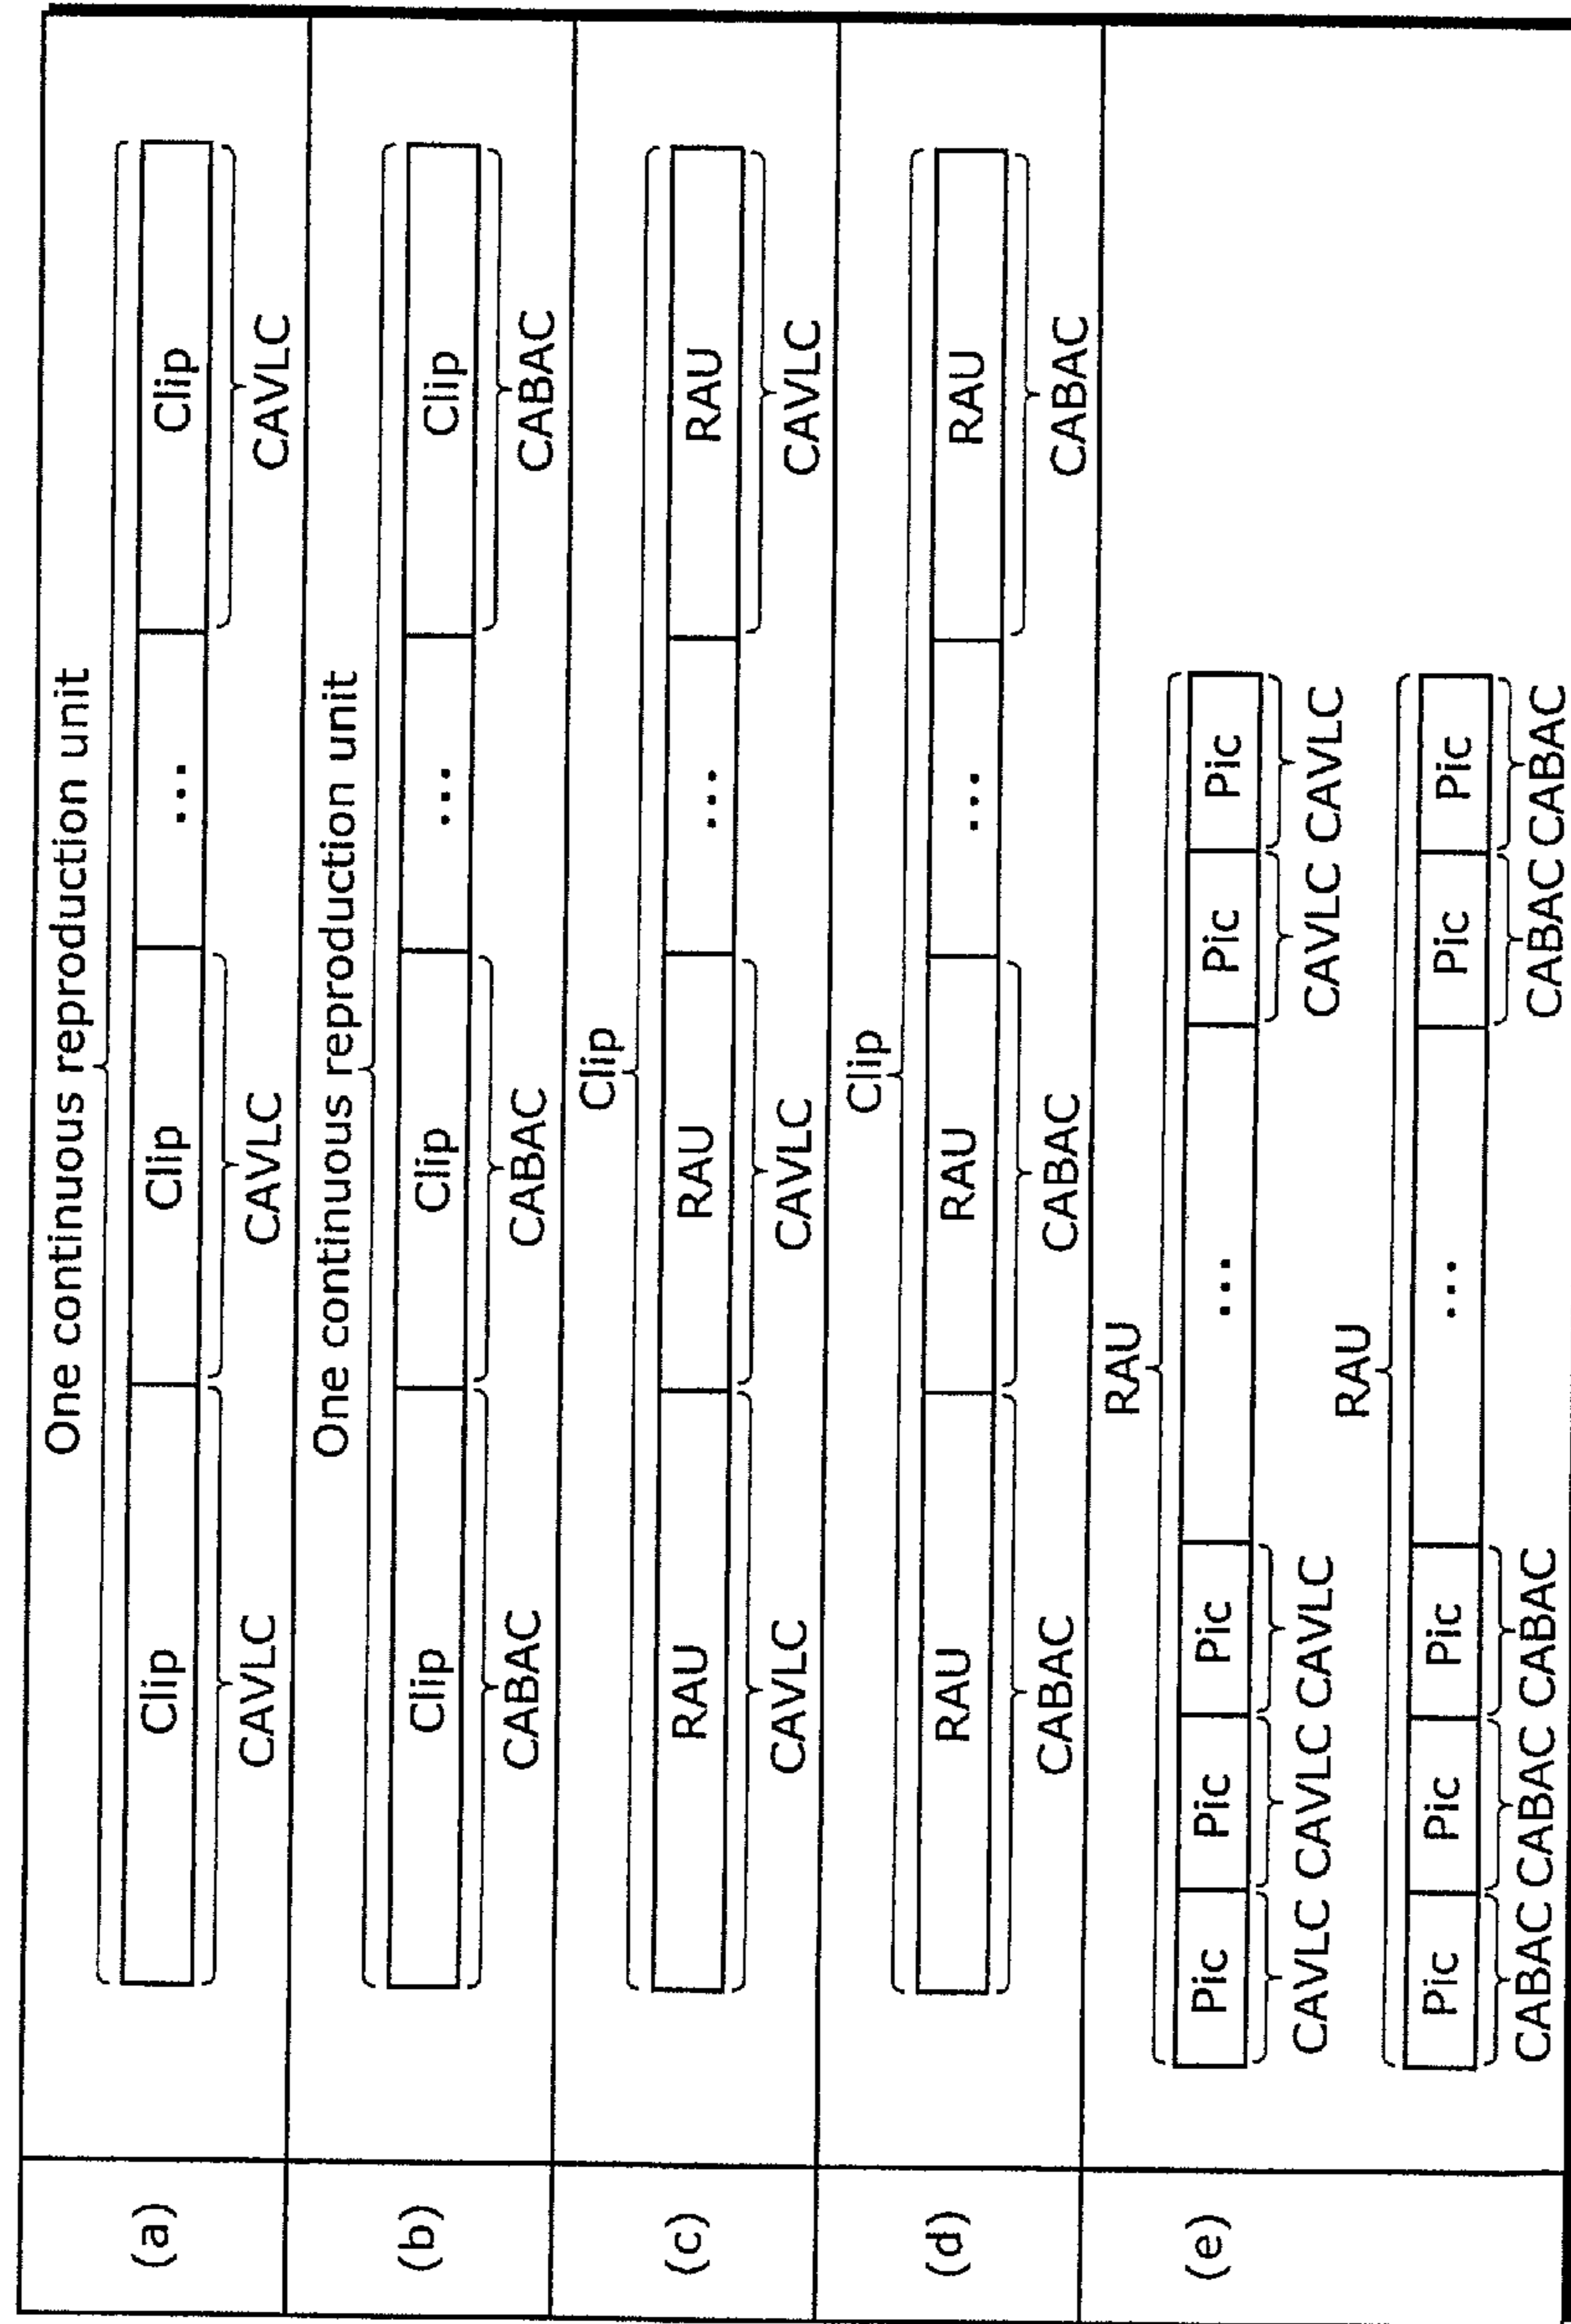 (a)
One continuous reproduction unit
Clip Clip ... Clip
CAVLC CAVLC CAVLC
(b)
One continuous reproduction unit
Clip Clip ... Clip
CABAC CABAC CABAC
(c)
Clip
RAU RAU ... RAU
CAVLC CAVLC CAVLC
(d)
Clip
RAU RAU ... RAU
CABAC CABAC CABAC
(e)
RAU
Pic Pic Pic ... Pic Pic
CAVLC CAVLC CAVLC CAVLC CAVLC
RAU
Pic Pic Pic ... Pic Pic
CABAC CABAC CABAC CABAC CABAC